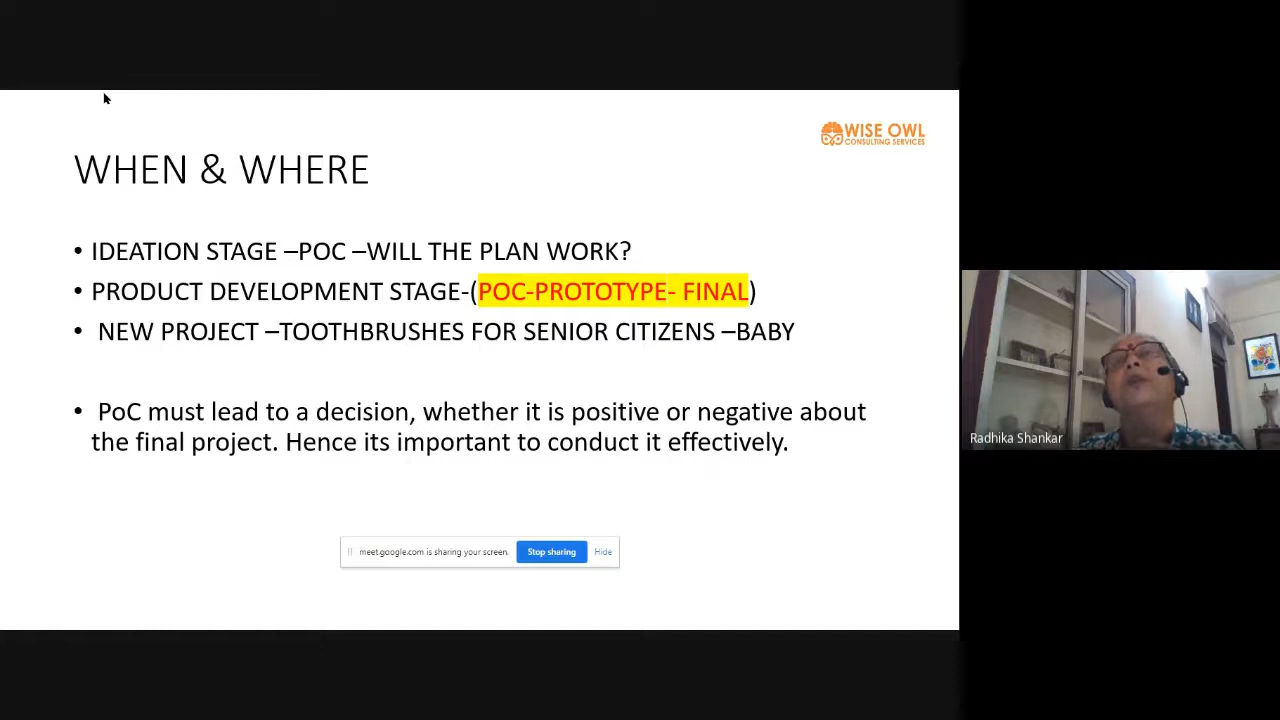 WISE OWL
CONSULTING SERVICES
WHEN & WHERE
• IDEATION STAGE –POC –WILL THE PLAN WORK?
• PRODUCT DEVELOPMENT STAGE-(POC-PROTOTYPE- FINAL)
• NEW PROJECT –TOOTHBRUSHES FOR SENIOR CITIZENS –BABY
• PoC must lead to a decision, whether it is positive or negative about
the final project. Hence its important to conduct it effectively.
meet.google.com is sharing your screen. Stop sharing Hide
Radhika Shankar